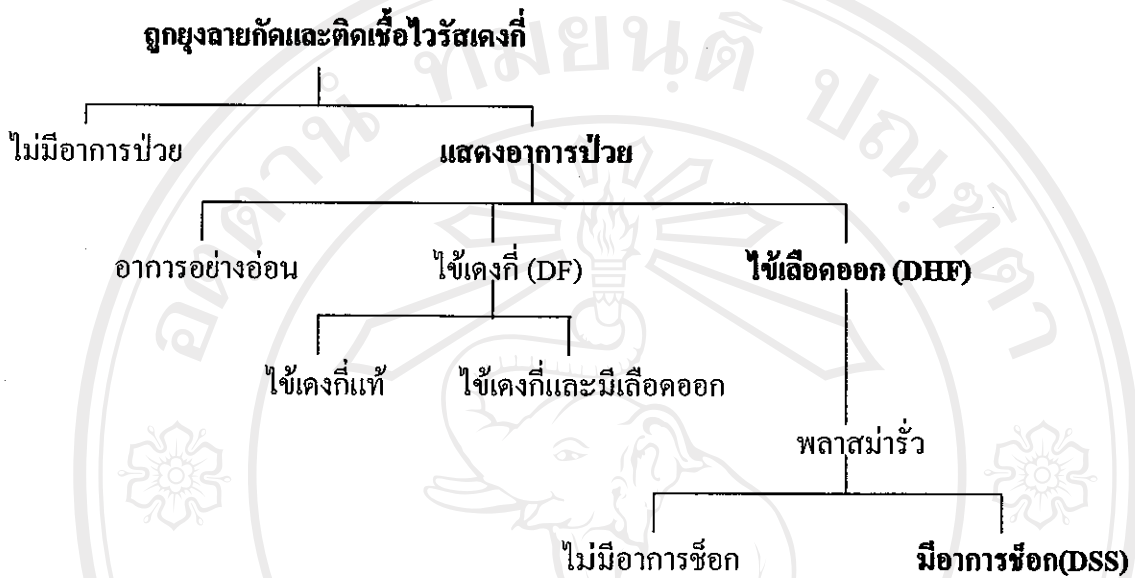 ถูกยุงลายกัดและติดเชื้อไวรัสเดงกี่
ไม่มีอาการป่วย แสดงอาการป่วย
อาการอย่างอ่อน ไข้เดงกี่ (DF) ไข้เลือดออก (DHF)
ไข้เดงกี่แท้ ไข้เดงกี่และมีเลือดออก
พลาสม่ารั่ว
ไม่มีอาการช็อก มีอาการช็อก(DSS)